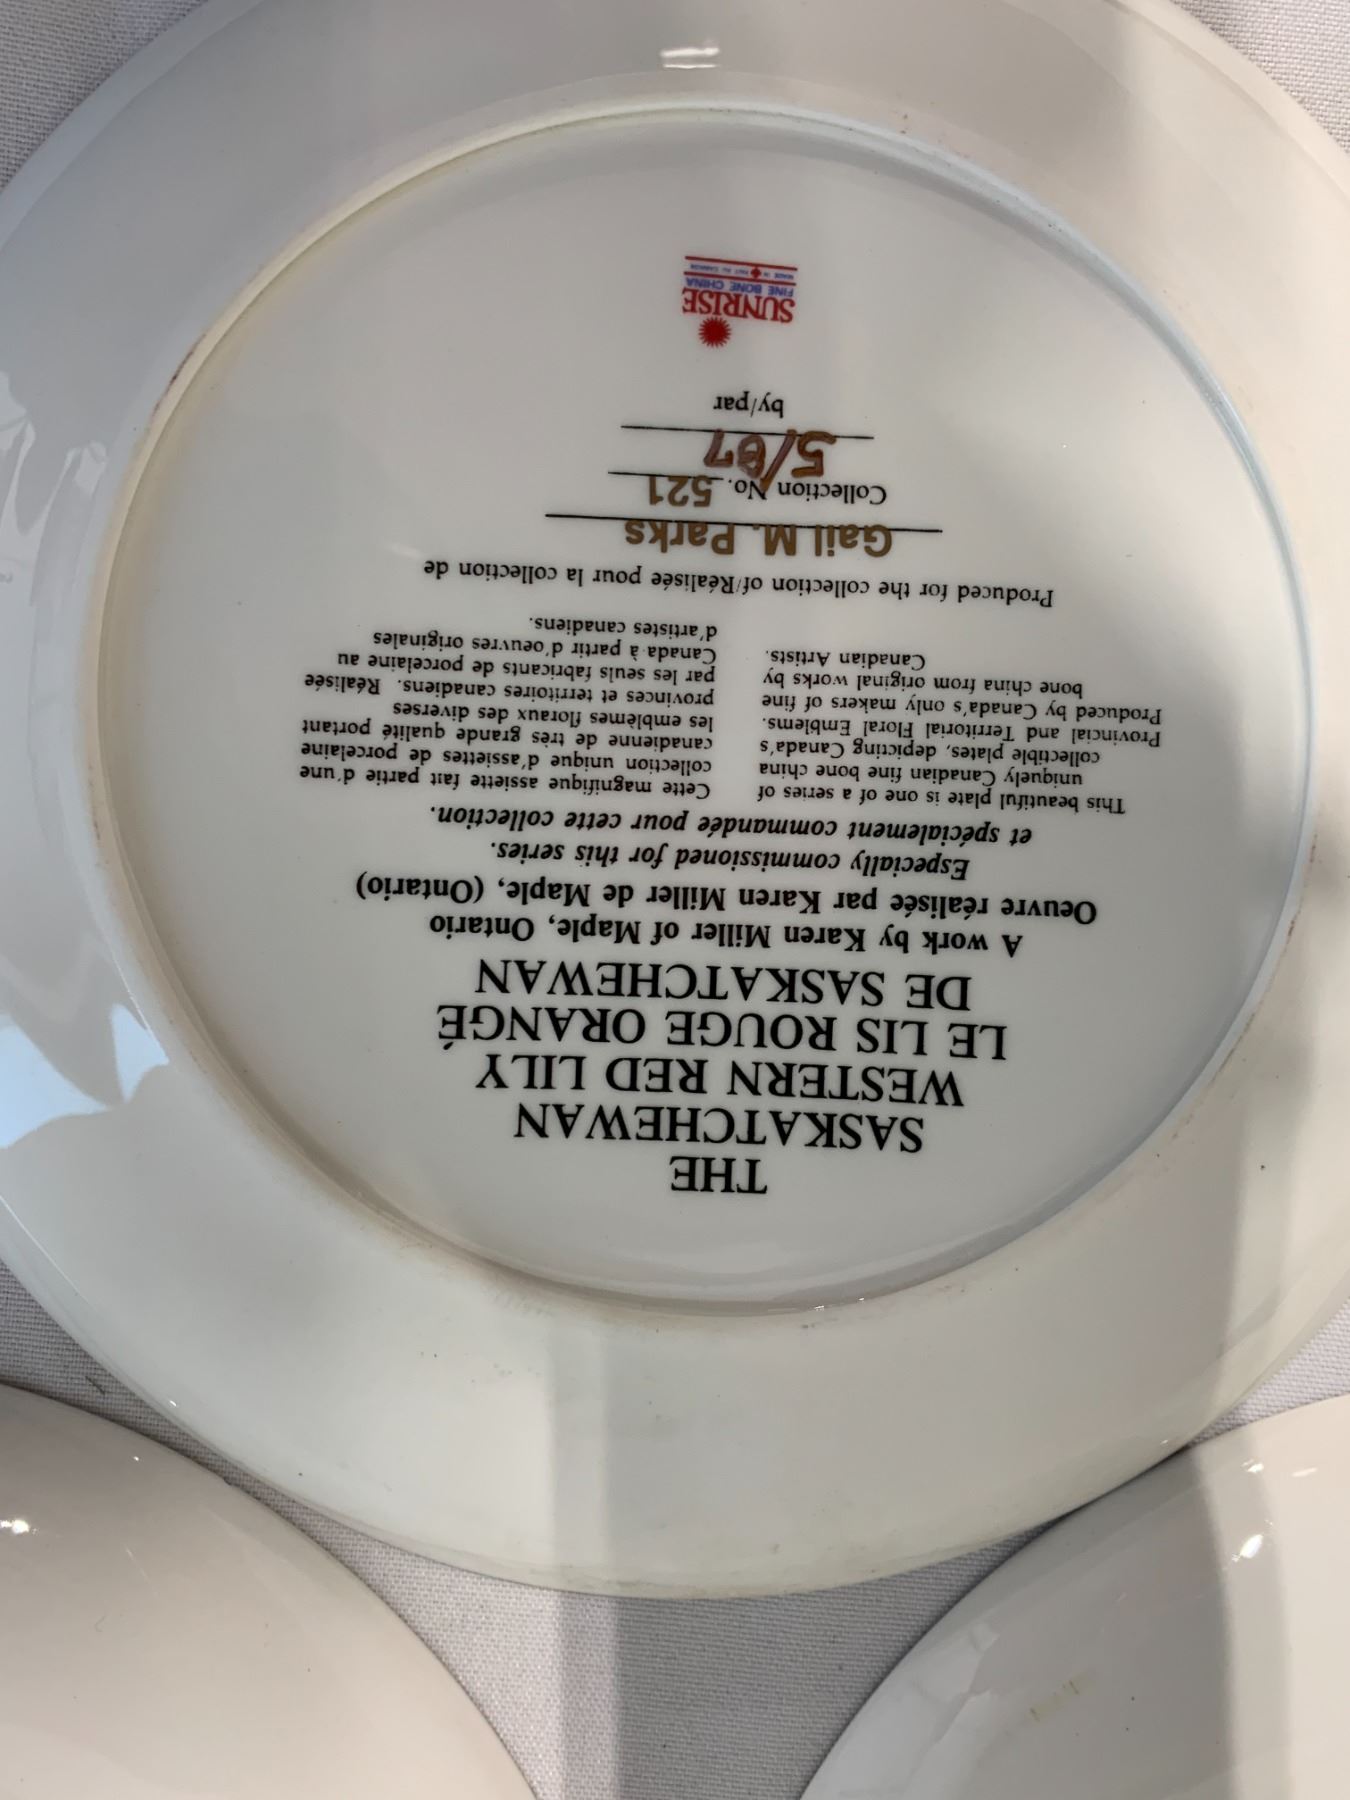 THE
SASKATCHEWAN
WESTERN RED LILY
LE LIS ROUGE ORANGÉ
DE SASKATCHEWAN
A work by Karen Miller of Maple, Ontario
Oeuvre réalisée par Karen Miller de Maple, (Ontario)
Especially commissioned for this series.
et spécialement commandée pour cette collection.
This beautiful plate is one of a series of
uniquely Canadian fine bone china
collectible plates, depicting Canada's
Provincial and Territorial Floral Emblems.
Produced by Canada's only makers of fine
bone china from original works by
Canadian Artists.
Cette magnifique assiette fait partie d'une
collection unique d'assiettes de porcelaine
canadienne de très grande qualité portant
les emblèmes floraux des diverses
provinces et territoires canadiens. Réalisée
par les seuls fabricants de porcelaine au
Canada à partir d'oeuvres originales
d'artistes canadiens.
Produced for the collection of/Réalisée pour la collection de
Gail M. Parks
Collection No. 521
5/87
by/par
SUNRISE
FINE BONE CHINA
MADE IN FAIT AU CANADA